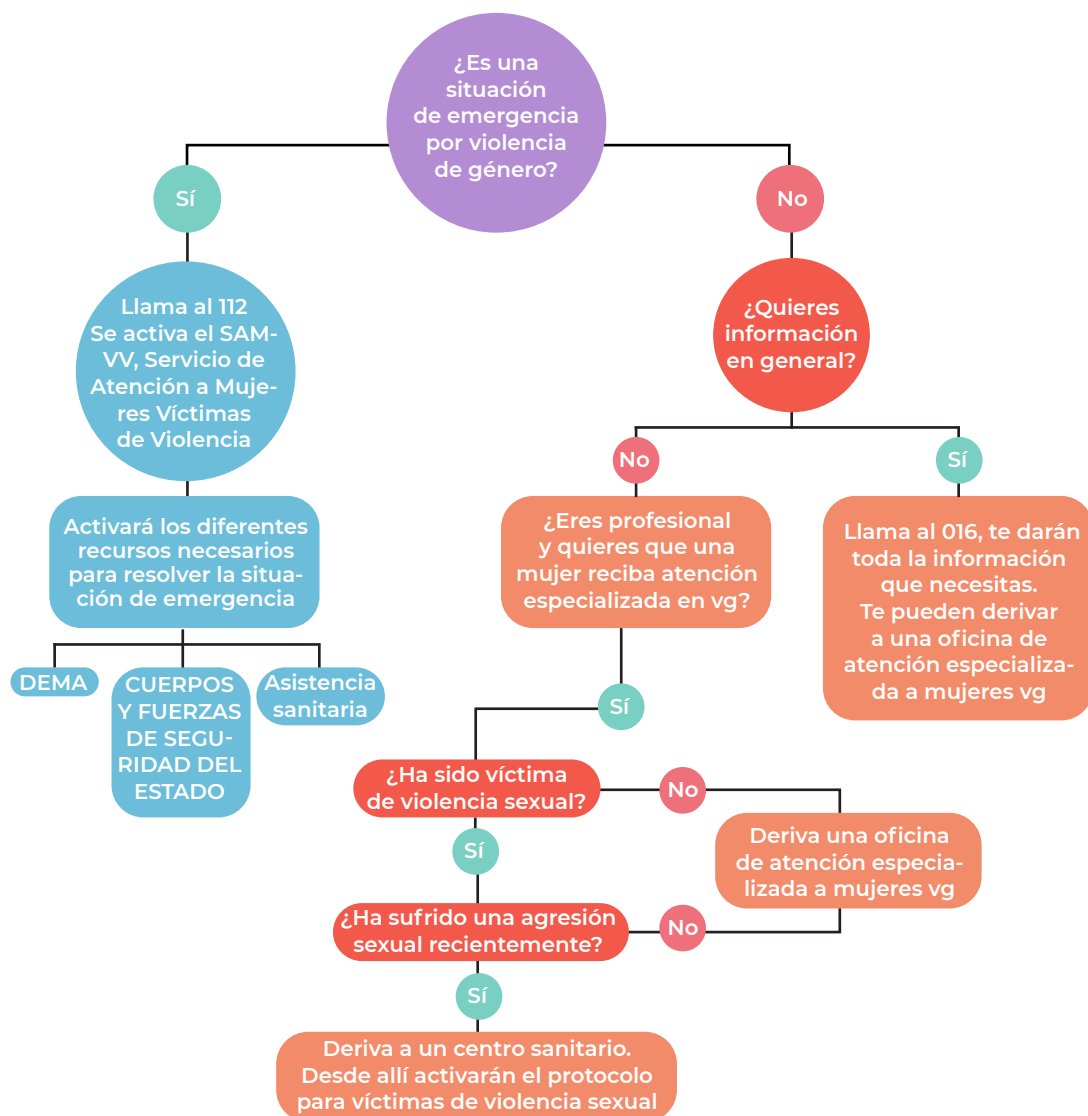 ¿Es una
situación
de emergencia
por violencia
de género?
Sí
No
Llama al 112
Se activa el SAM-
VV, Servicio de
Atención a Muje-
res Víctimas
de Violencia
¿Quieres
información
en general?
No
Sí
Activará los diferentes
recursos necesarios
para resolver la situa-
ción de emergencia
¿Eres profesional
y quieres que una
mujer reciba atención
especializada en vg?
Llama al 016, te darán
toda la información
que necesitas.
Te pueden derivar
a una oficina de
atención especializa-
da a mujeres vg
DEMA
CUERPOS
Y FUERZAS
DE SEGU-
RIDAD DEL
ESTADO
Asistencia
sanitaria
Sí
¿Ha sido víctima
de violencia sexual?
No
Deriva una oficina
de atención especia-
lizada a mujeres vg
Sí
¿Ha sufrido una agresión
sexual recientemente?
No
Sí
Deriva a un centro sanitario.
Desde allí activarán el protocolo
para víctimas de violencia sexual